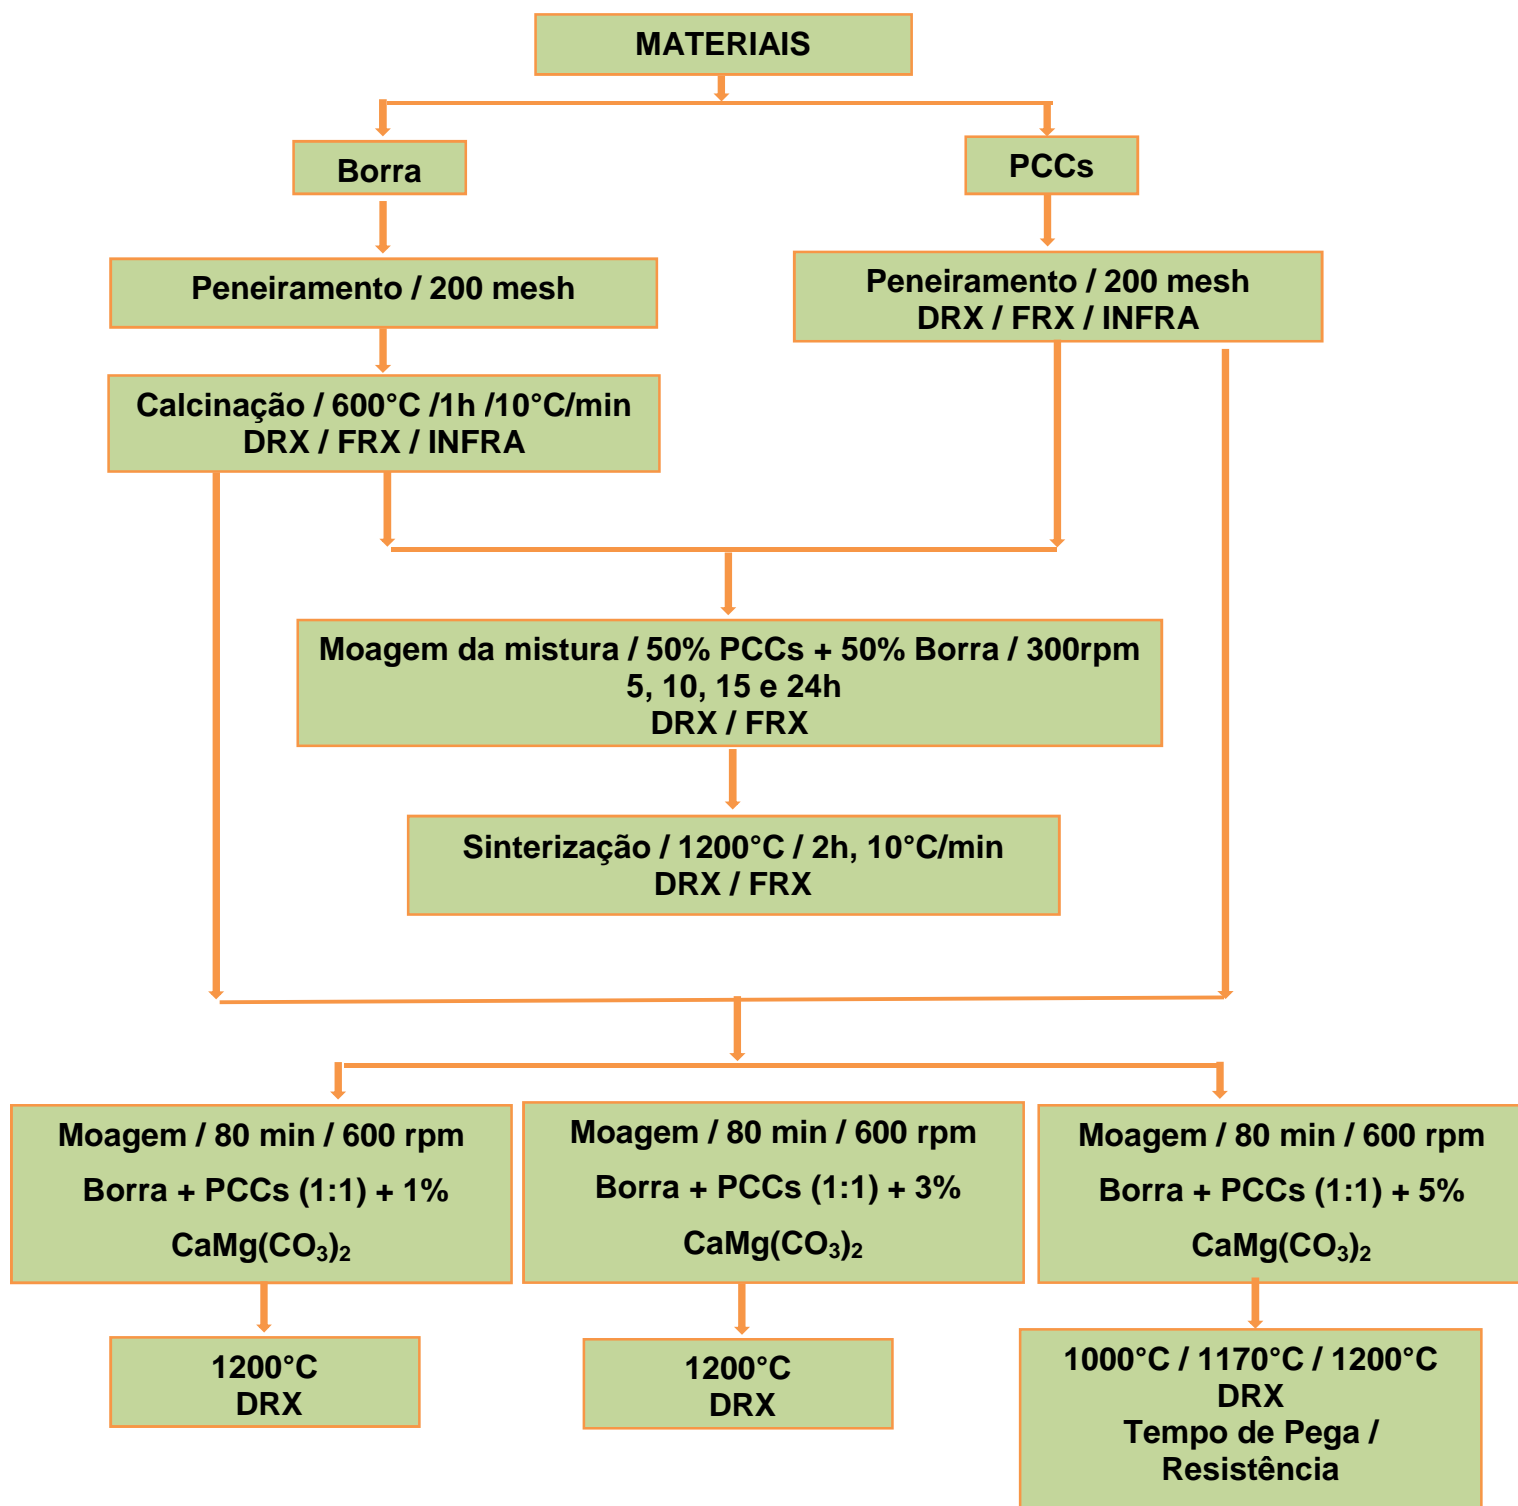 MATERIAIS
Borra
PCCs
Peneiramento / 200 mesh
Peneiramento / 200 mesh
DRX / FRX / INFRA
Calcinação / 600°C /1h /10°C/min
DRX / FRX / INFRA
Moagem da mistura / 50% PCCs + 50% Borra / 300rpm
5, 10, 15 e 24h
DRX / FRX
Sinterização / 1200°C / 2h, 10°C/min
DRX / FRX
Moagem / 80 min / 600 rpm
Borra + PCCs (1:1) + 1%
CaMg(CO₃)₂
Moagem / 80 min / 600 rpm
Borra + PCCs (1:1) + 3%
CaMg(CO₃)₂
Moagem / 80 min / 600 rpm
Borra + PCCs (1:1) + 5%
CaMg(CO₃)₂
1200°C
DRX
1200°C
DRX
1000°C / 1170°C / 1200°C
DRX
Tempo de Pega /
Resistência